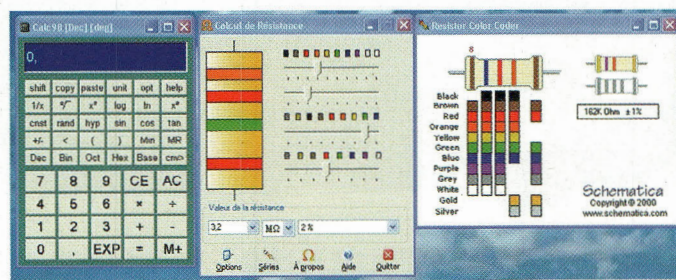 Calc98 [Dec] [deg]
0,
shift copy paste unit opt help
1/x x² log ln
cnst rand hyp sin cos tan
+/- < ( ) Min MR
Dec Bin Oct Hex Base
7 8 9 CE AC
4 5 6 × ÷
1 2 3 + -
0 , EXP = M+
Calcul de Résistance
Valeur de la résistance
3,2 MΩ 2 %
Options Séries À propos Aide Quitter
Resistor Color Coder
8
Black
Brown
Red
Orange
Yellow
Green
Blue
Purple
Grey
White
Gold
Silver
162K Ohm ±1%
Schematica
Copyright © 2000
www.schematica.com